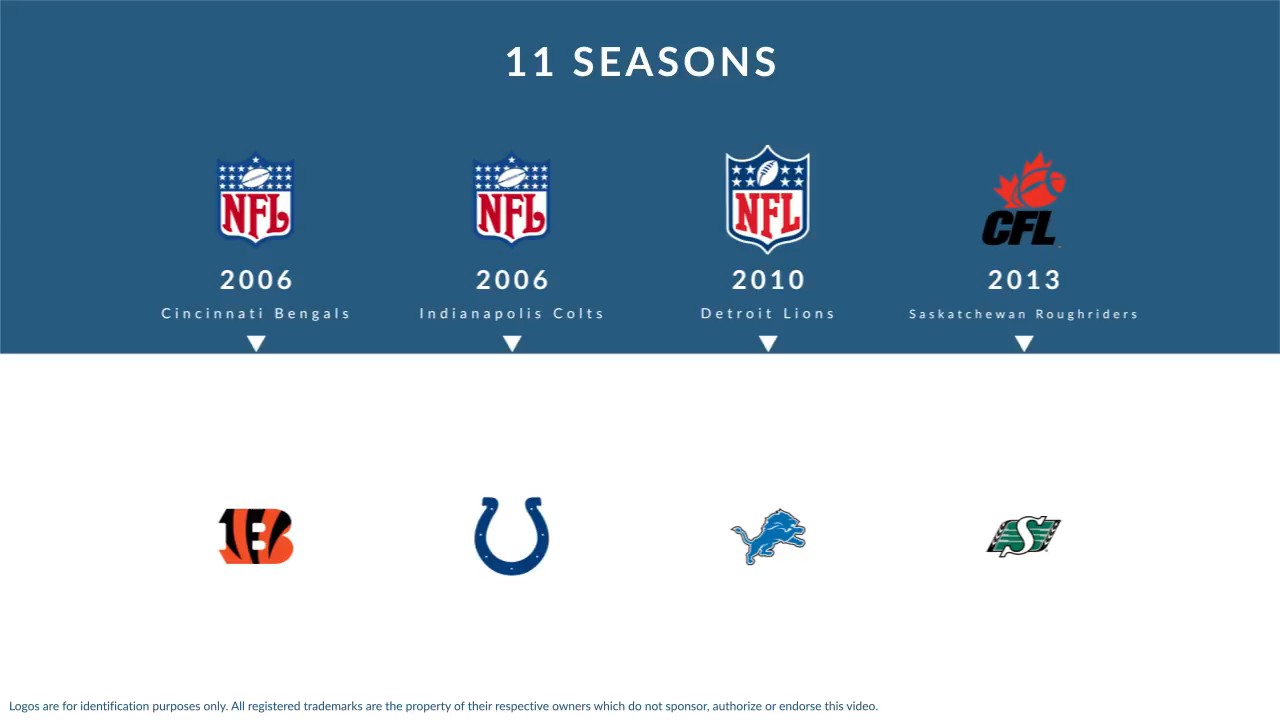 11 SEASONS
NFL NFL NFL CFL
2006 2006 2010 2013
Cincinnati Bengals Indianapolis Colts Detroit Lions Saskatchewan Roughriders
B S
Logos are for identification purposes only. All registered trademarks are the property of their respective owners which do not sponsor, authorize or endorse this video.